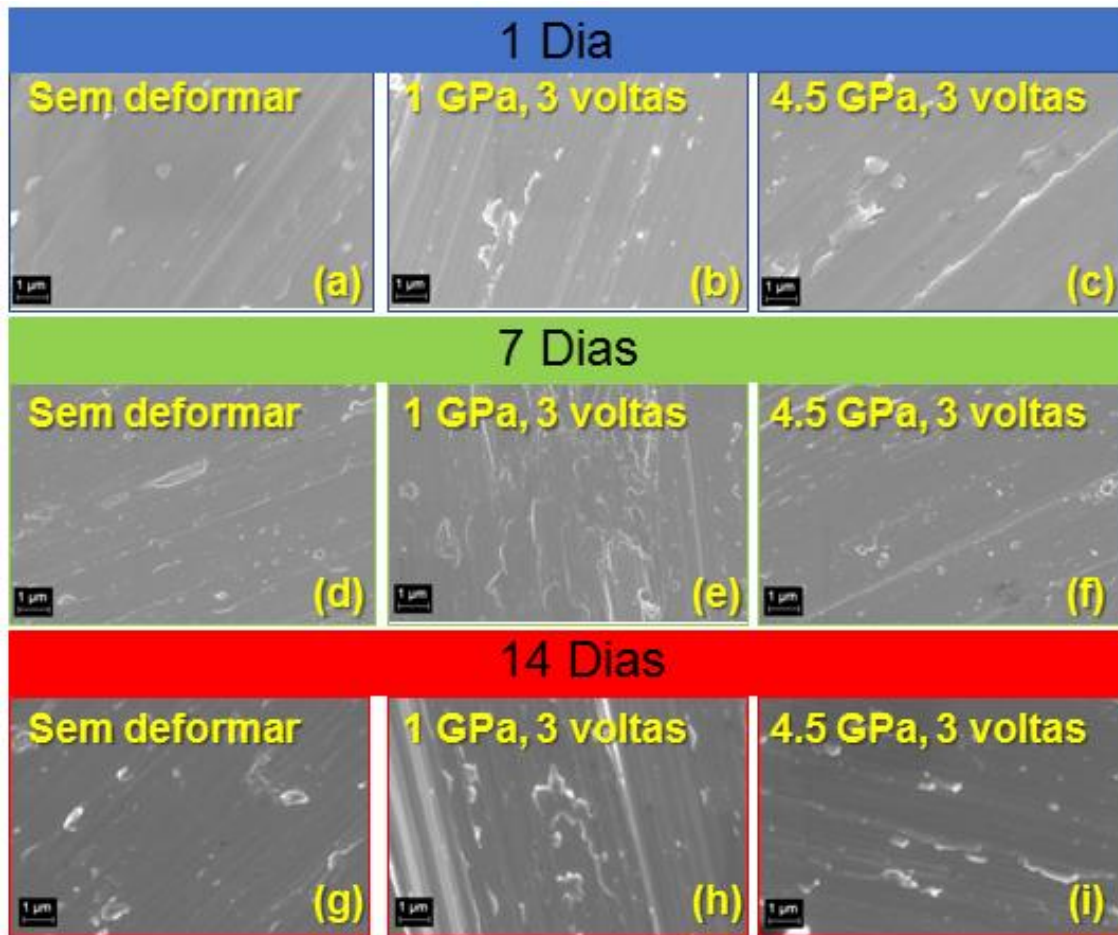 1 Dia
Sem deformar
1 GPa, 3 voltas
4.5 GPa, 3 voltas
1 µm
(a)
1 µm
(b)
1 µm
(c)
7 Dias
Sem deformar
1 GPa, 3 voltas
4.5 GPa, 3 voltas
1 µm
(d)
1 µm
(e)
1 µm
(f)
14 Dias
Sem deformar
1 GPa, 3 voltas
4.5 GPa, 3 voltas
1 µm
(g)
1 µm
(h)
1 µm
(i)